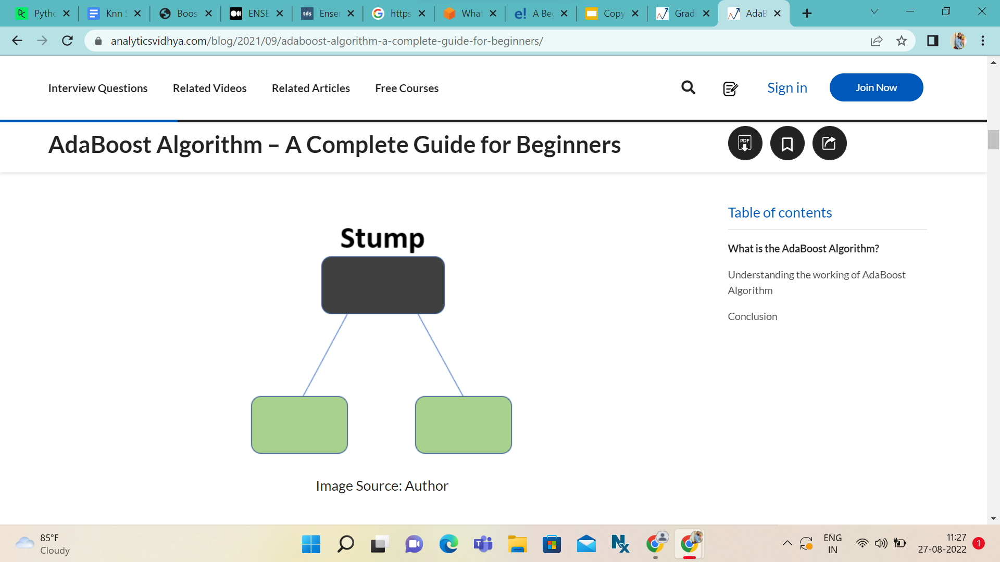 Pythc
Knn S
Boos
ENSE
tds
Enser
https
What
e! A Beg
Copy
Gradi
AdaB
analyticsvidhya.com/blog/2021/09/adaboost-algorithm-a-complete-guide-for-beginners/
Interview Questions
Related Videos
Related Articles
Free Courses
Sign in
Join Now
AdaBoost Algorithm – A Complete Guide for Beginners
PDF
Stump
Image Source: Author
Table of contents
What is the AdaBoost Algorithm?
Understanding the working of AdaBoost
Algorithm
Conclusion
85°F
Cloudy
ENG
IN
11:27
27-08-2022
1